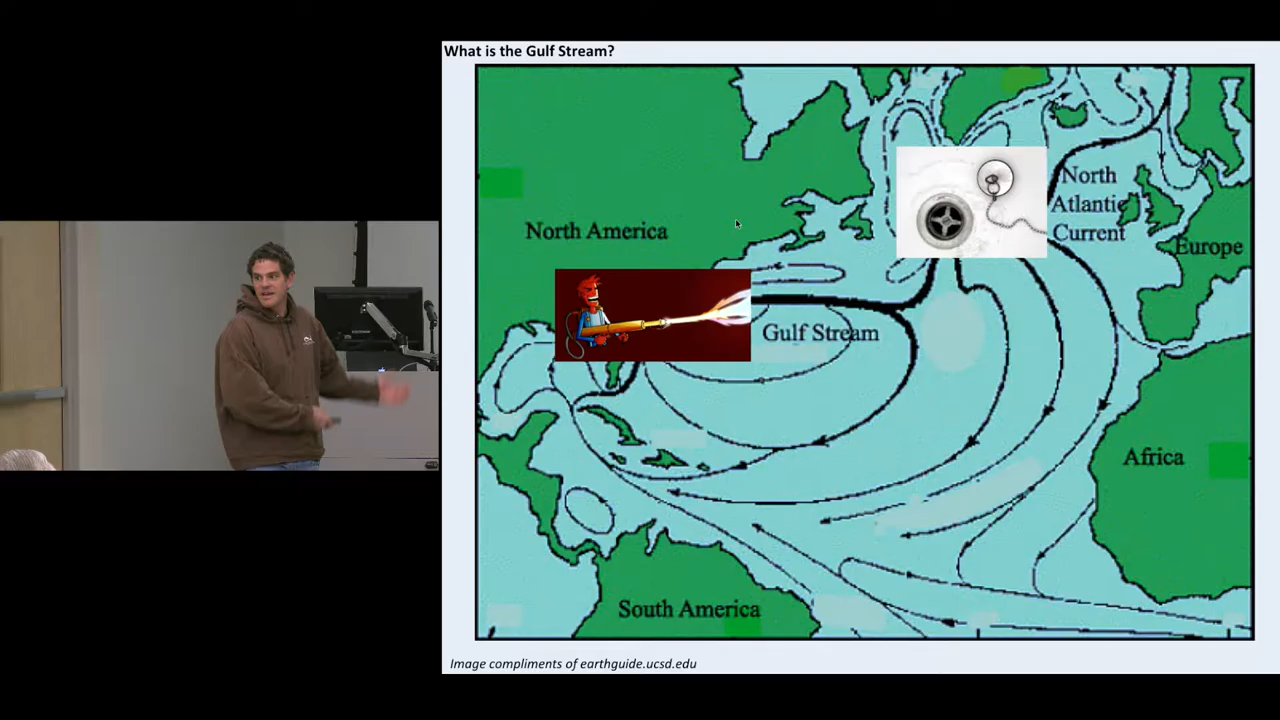 What is the Gulf Stream?
North America
North
Atlantic
Current
Europe
Gulf Stream
Africa
South America
Image compliments of earthguide.ucsd.edu